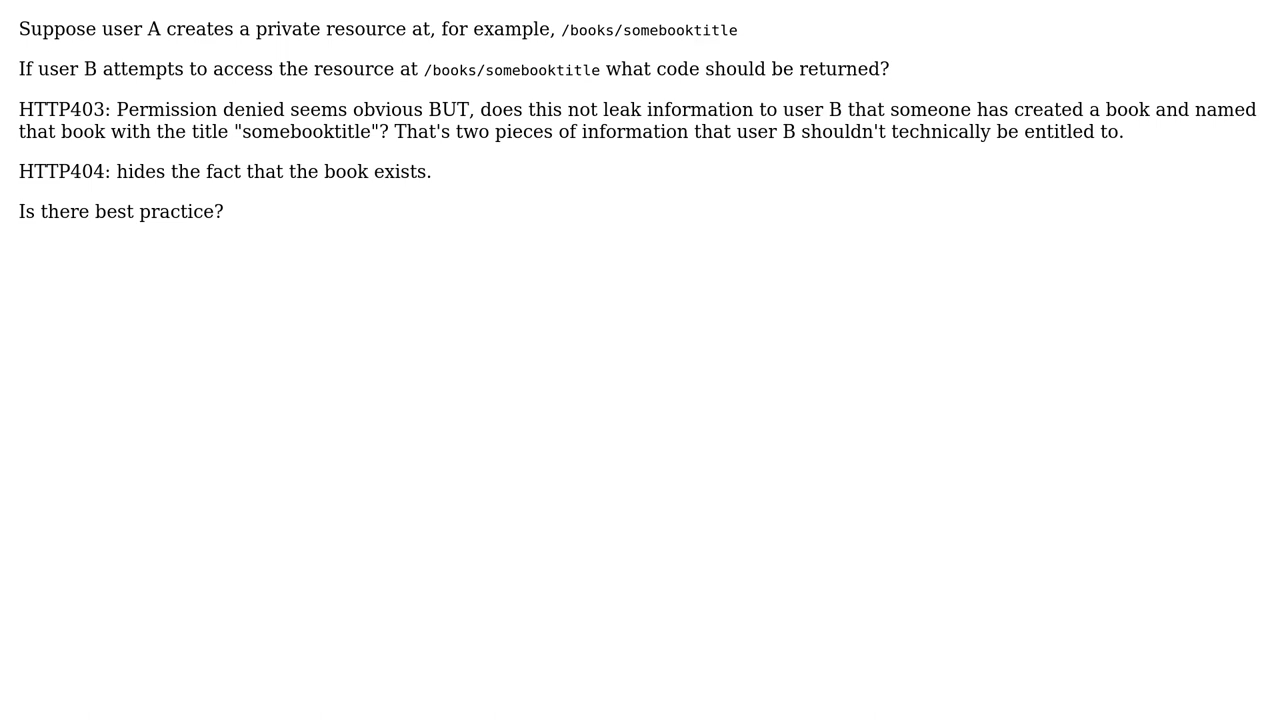 Suppose user A creates a private resource at, for example, /books/somebooktitle
If user B attempts to access the resource at /books/somebooktitle what code should be returned?
HTTP403: Permission denied seems obvious BUT, does this not leak information to user B that someone has created a book and named
that book with the title "somebooktitle"? That's two pieces of information that user B shouldn't technically be entitled to.
HTTP404: hides the fact that the book exists.
Is there best practice?